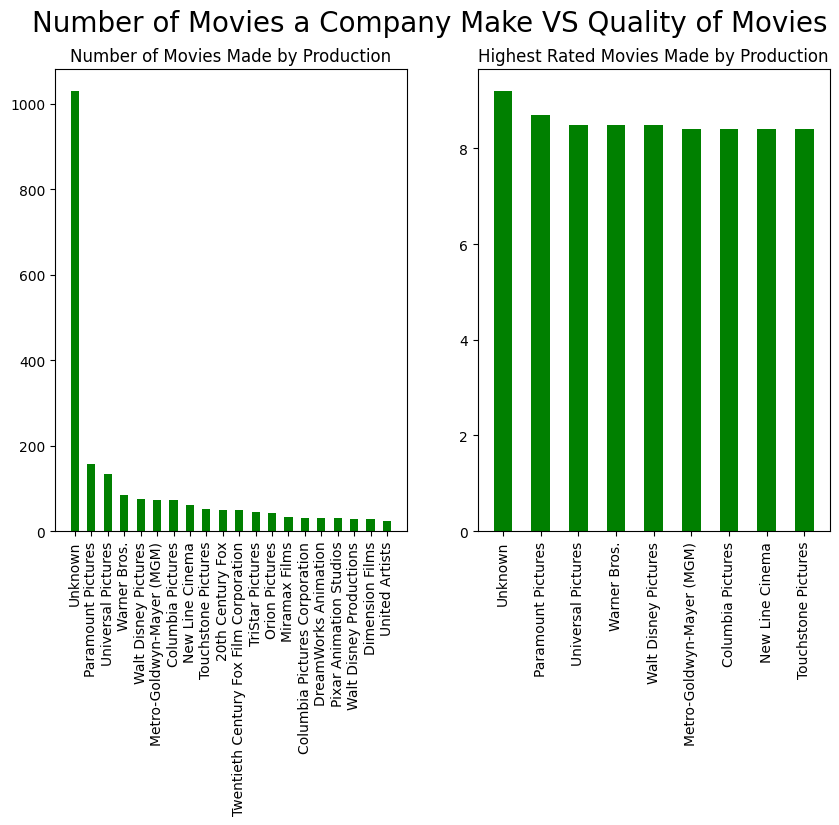 Number of Movies a Company Make VS Quality of Movies
Number of Movies Made by Production
1000
800
600
400
200
0
Unknown
Paramount Pictures
Universal Pictures
Warner Bros.
Walt Disney Pictures
Metro-Goldwyn-Mayer (MGM)
Columbia Pictures
New Line Cinema
Touchstone Pictures
20th Century Fox
Twentieth Century Fox Film Corporation
TriStar Pictures
Orion Pictures
Miramax Films
Columbia Pictures Corporation
DreamWorks Animation
Pixar Animation Studios
Walt Disney Productions
Dimension Films
United Artists
Highest Rated Movies Made by Production
8
6
4
2
0
Unknown
Paramount Pictures
Universal Pictures
Warner Bros.
Walt Disney Pictures
Metro-Goldwyn-Mayer (MGM)
Columbia Pictures
New Line Cinema
Touchstone Pictures